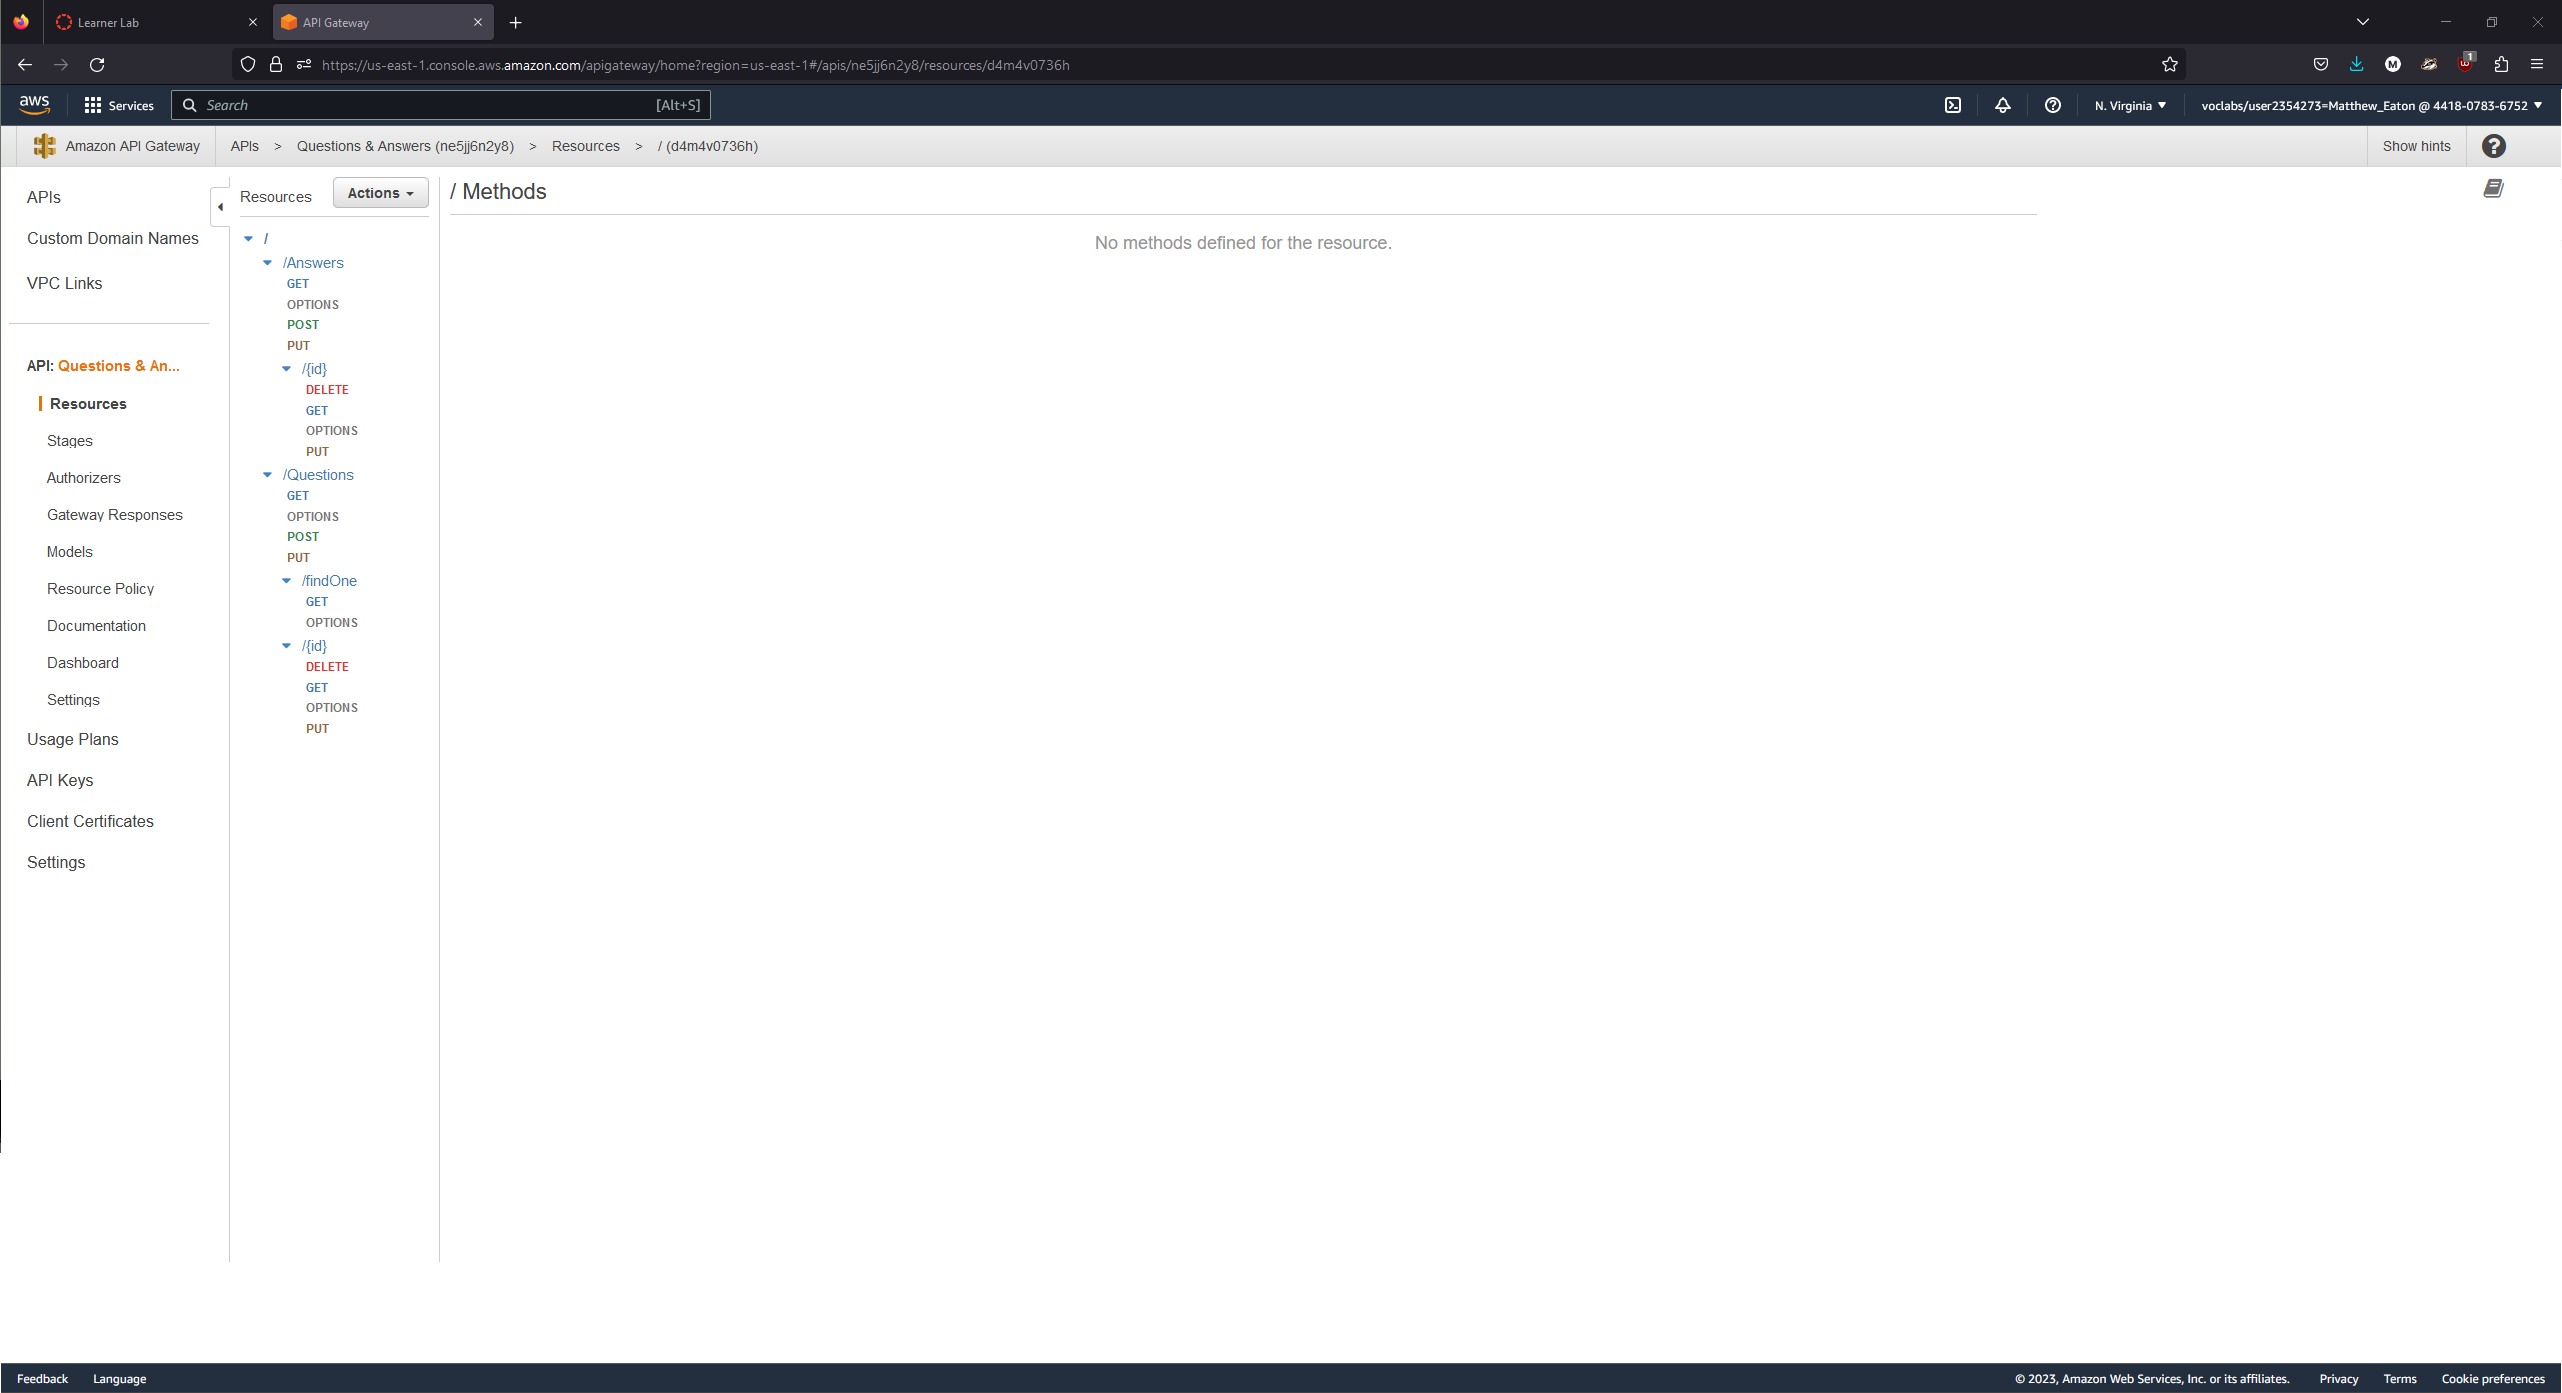 Learner Lab
API Gateway
https://us-east-1.console.aws.amazon.com/apigateway/home?region=us-east-1#/apis/ne5jj6n2y8/resources/d4m4v0736h
M
1
aws
Services
Search
[Alt+S]
N. Virginia
voclabs/user2354273=Matthew_Eaton @ 4418-0783-6752
Amazon API Gateway
APIs > Questions & Answers (ne5jj6n2y8) > Resources > / (d4m4v0736h)
Show hints
?
APIs
Custom Domain Names
VPC Links
API: Questions & An...
Resources
Stages
Authorizers
Gateway Responses
Models
Resource Policy
Documentation
Dashboard
Settings
Usage Plans
API Keys
Client Certificates
Settings
Resources
Actions
/
/Answers
GET
OPTIONS
POST
PUT
/{id}
DELETE
GET
OPTIONS
PUT
/Questions
GET
OPTIONS
POST
PUT
/findOne
GET
OPTIONS
/{id}
DELETE
GET
OPTIONS
PUT
/ Methods
No methods defined for the resource.
Feedback
Language
© 2023, Amazon Web Services, Inc. or its affiliates.
Privacy
Terms
Cookie preferences